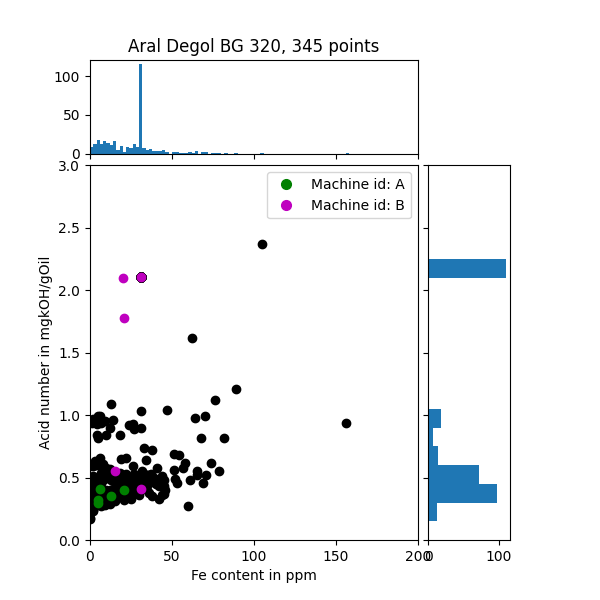 Aral Degol BG 320, 345 points
100
50
0
3.0
2.5
2.0
1.5
1.0
0.5
0.0
Acid number in mgkOH/gOil
Machine id: A
Machine id: B
0 50 100 150 200
0 100
Fe content in ppm